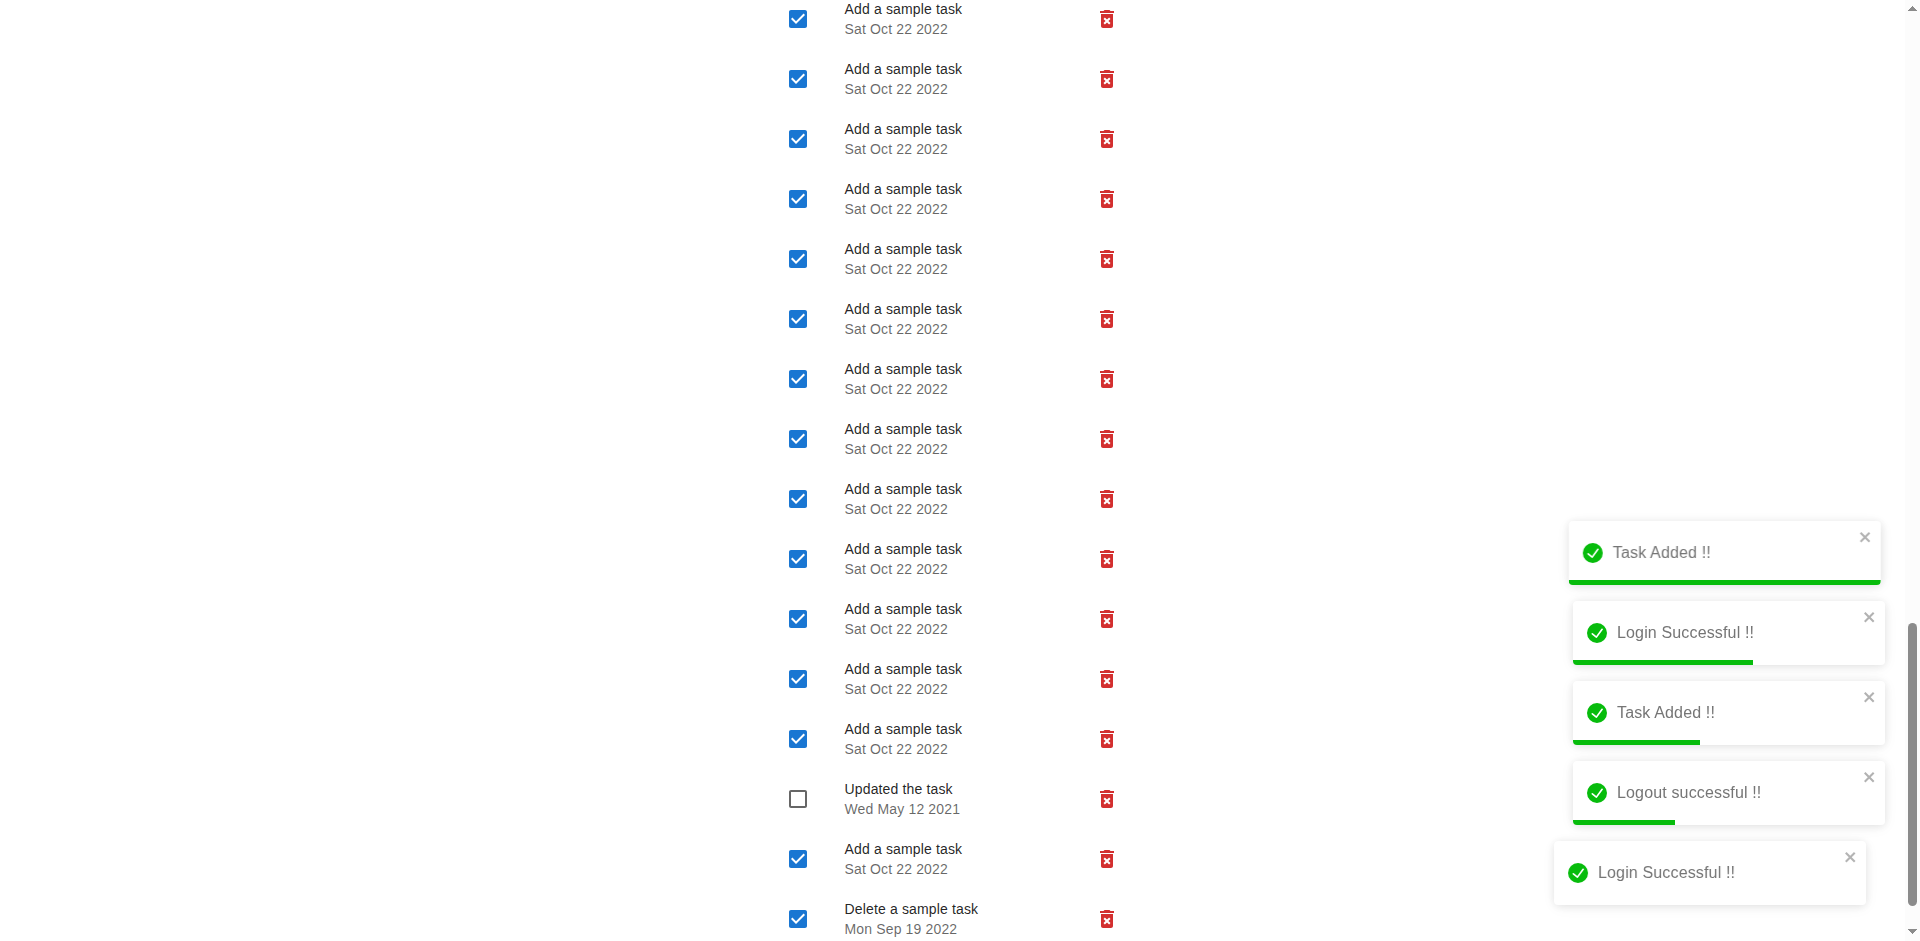 Add a sample task
Sat Oct 22 2022
Add a sample task
Sat Oct 22 2022
Add a sample task
Sat Oct 22 2022
Add a sample task
Sat Oct 22 2022
Add a sample task
Sat Oct 22 2022
Add a sample task
Sat Oct 22 2022
Add a sample task
Sat Oct 22 2022
Add a sample task
Sat Oct 22 2022
Add a sample task
Sat Oct 22 2022
Add a sample task
Sat Oct 22 2022
Add a sample task
Sat Oct 22 2022
Add a sample task
Sat Oct 22 2022
Add a sample task
Sat Oct 22 2022
Updated the task
Wed May 12 2021
Add a sample task
Sat Oct 22 2022
Delete a sample task
Mon Sep 19 2022
Task Added !!
Login Successful !!
Task Added !!
Logout successful !!
Login Successful !!